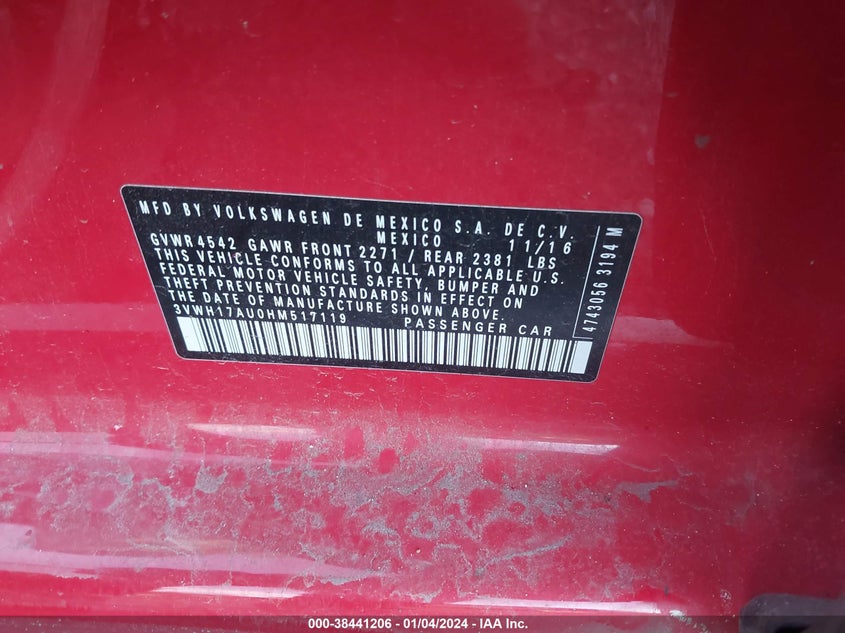 MFD BY VOLKSWAGEN DE MEXICO S.A. DE C.V.
MEXICO 11/16
GVWR 4542 GAWR FRONT 2271 / REAR 2381 LBS
THIS VEHICLE CONFORMS TO ALL APPLICABLE U.S.
FEDERAL MOTOR VEHICLE SAFETY, BUMPER AND
THEFT PREVENTION STANDARDS IN EFFECT ON
THE DATE OF MANUFACTURE SHOWN ABOVE.
3VWH17AU0HM517119 PASSENGER CAR
4743056 3194 M
000-38441206 - 01/04/2024 - IAA Inc.